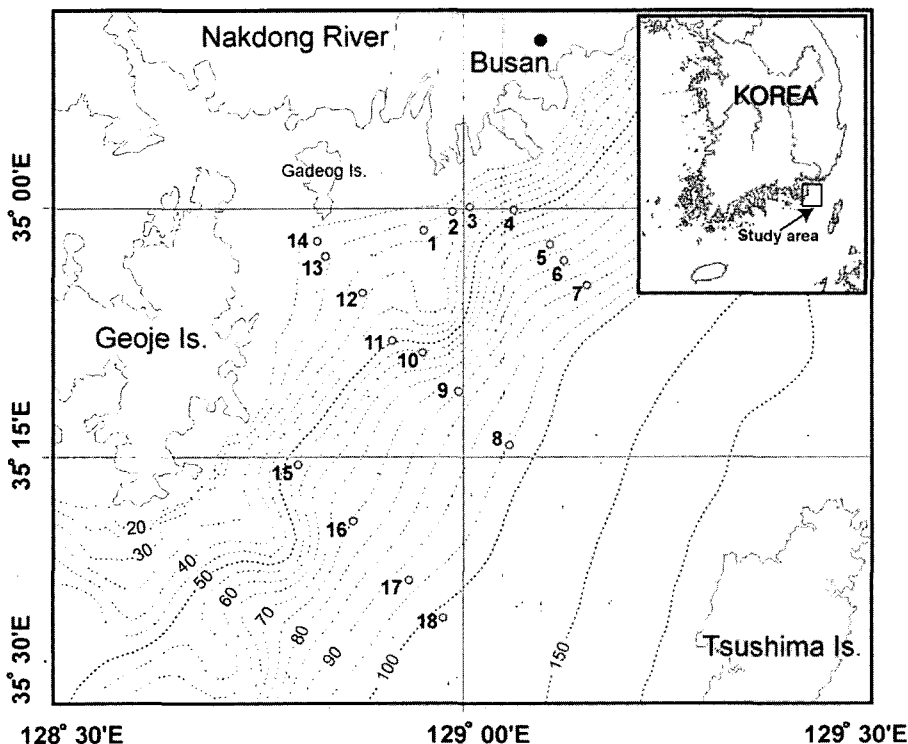 Nakdong River
Busan
KOREA
Study area
Gadeog Is.
Geoje Is.
Tsushima Is.
1
2
3
4
5
6
7
8
9
10
11
12
13
14
15
16
17
18
20
30
40
50
60
70
80
90
100
150
35° 00'E
35° 15'E
35° 30'E
128° 30'E
129° 00'E
129° 30'E